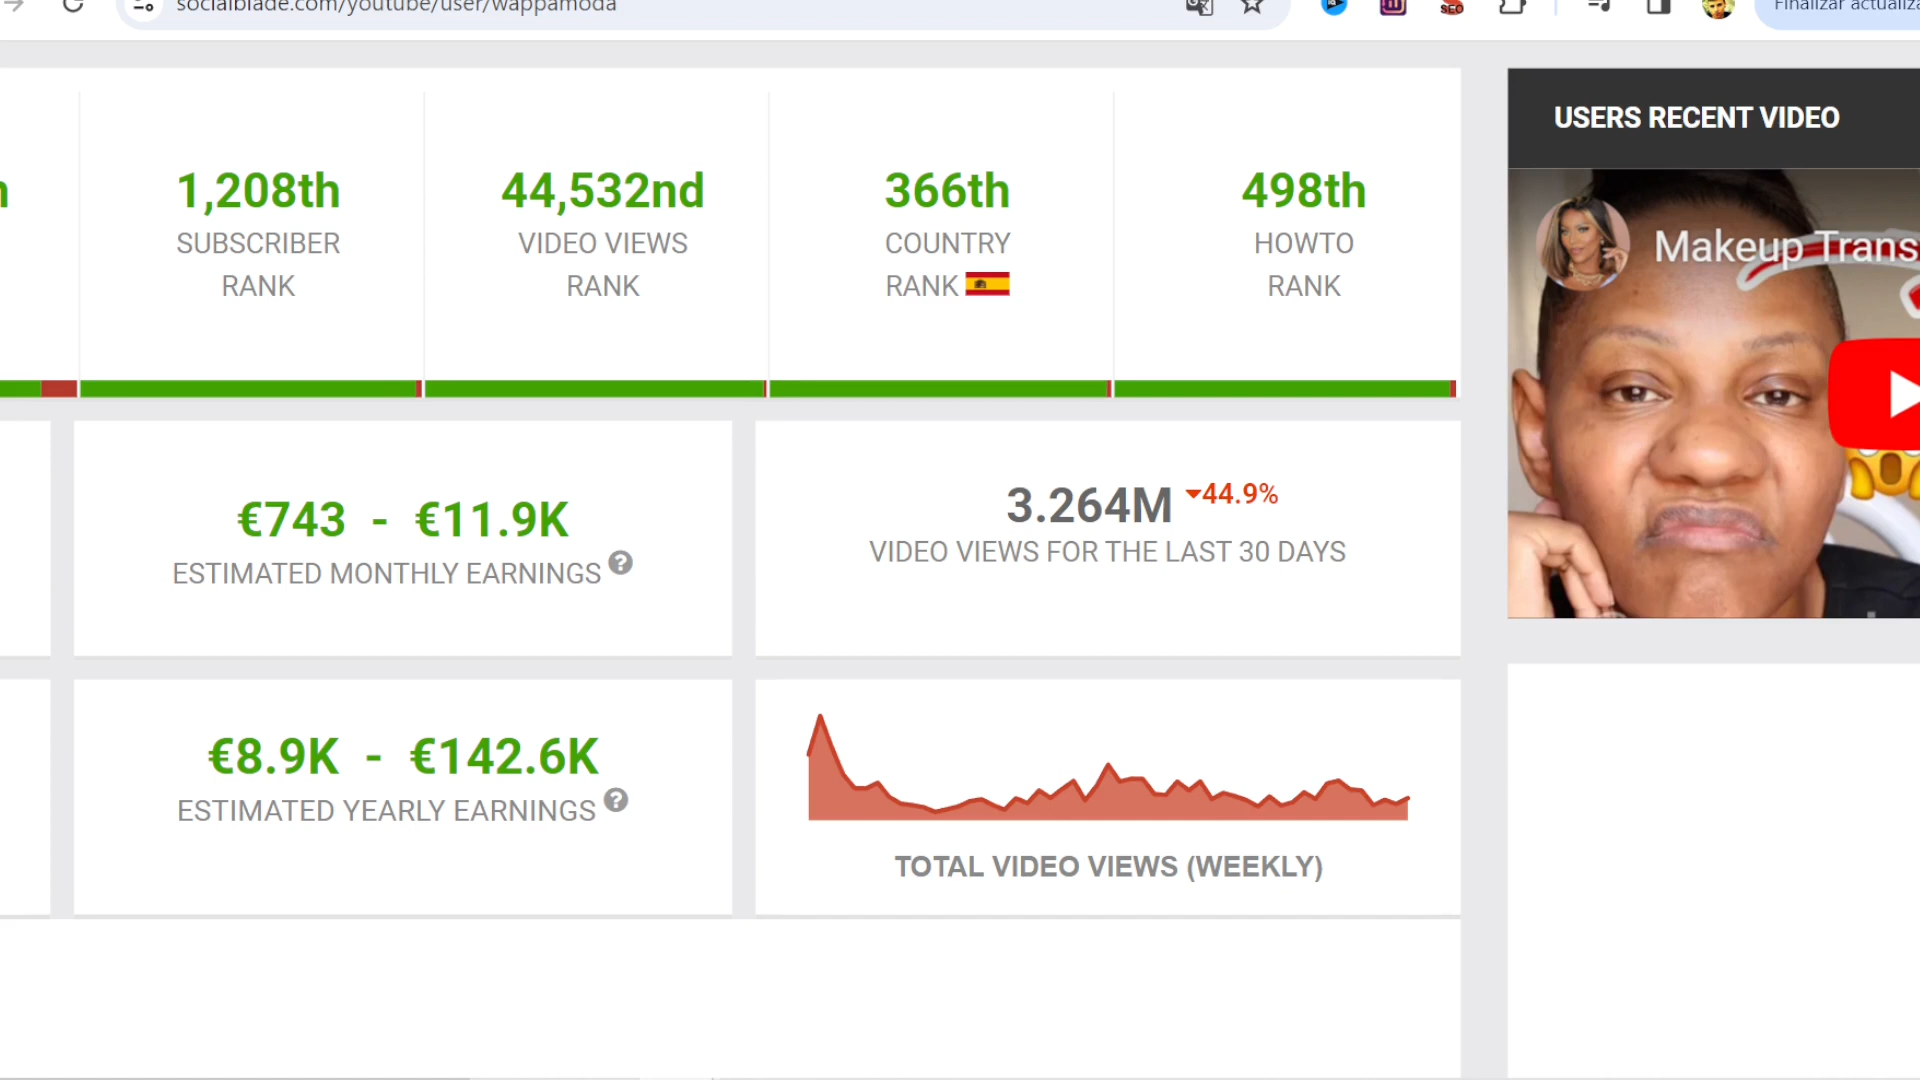 socialblade.com/youtube/user/wappamoda
SEO
Finalizar actualiza
USERS RECENT VIDEO
1,208th
SUBSCRIBER
RANK
44,532nd
VIDEO VIEWS
RANK
366th
COUNTRY
RANK
498th
HOWTO
RANK
Makeup Trans
€743 - €11.9K
ESTIMATED MONTHLY EARNINGS ?
3.264M 44.9%
VIDEO VIEWS FOR THE LAST 30 DAYS
€8.9K - €142.6K
ESTIMATED YEARLY EARNINGS ?
TOTAL VIDEO VIEWS (WEEKLY)